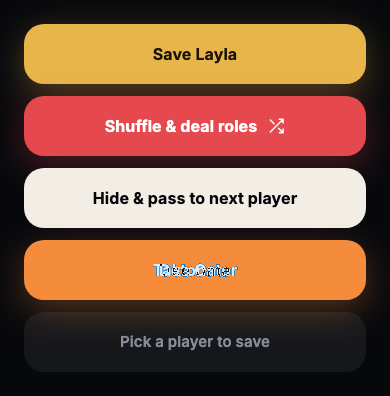 Save Layla
Shuffle & deal roles
Hide & pass to next player
Pick a player to save